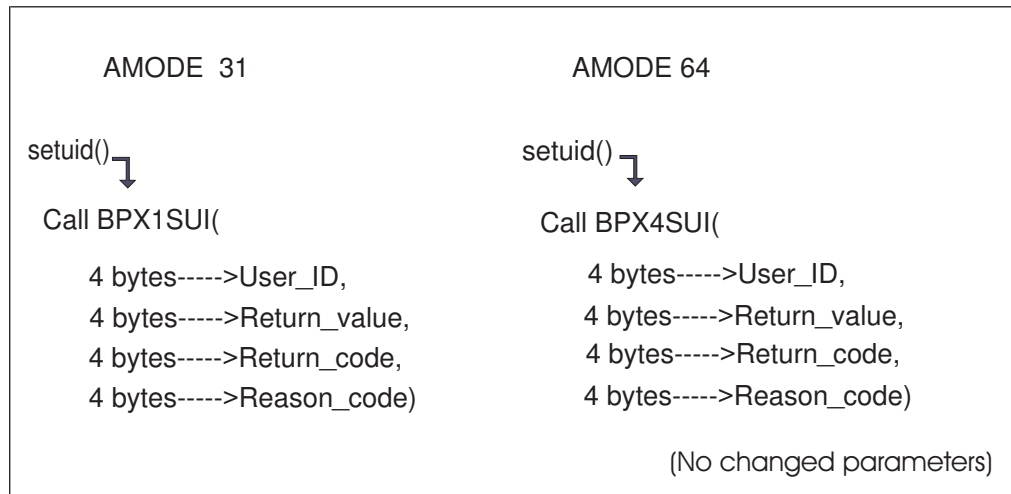 AMODE 31
setuid()
Call BPX1SUI(
4 bytes----->User_ID,
4 bytes----->Return_value,
4 bytes----->Return_code,
4 bytes----->Reason_code)
AMODE 64
setuid()
Call BPX4SUI(
4 bytes----->User_ID,
4 bytes----->Return_value,
4 bytes----->Return_code,
4 bytes----->Reason_code)
(No changed parameters)